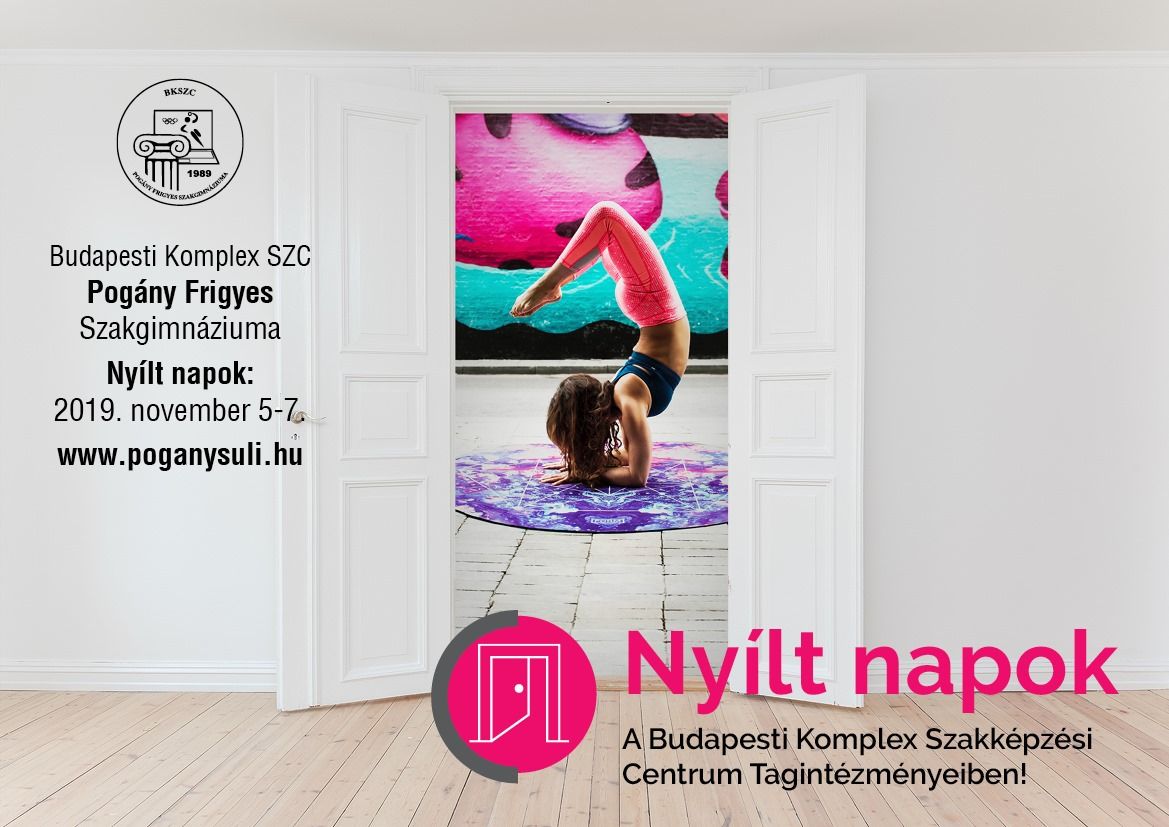 BKSZC
1989
POGÁNY FRIGYES SZAKGIMNÁZIUMA
Budapesti Komplex SZC
Pogány Frigyes
Szakgimnáziuma
Nyílt napok:
2019. november 5-7.
www.poganysuli.hu
Nyílt napok
A Budapesti Komplex Szakképzési
Centrum Tagintézményeiben!